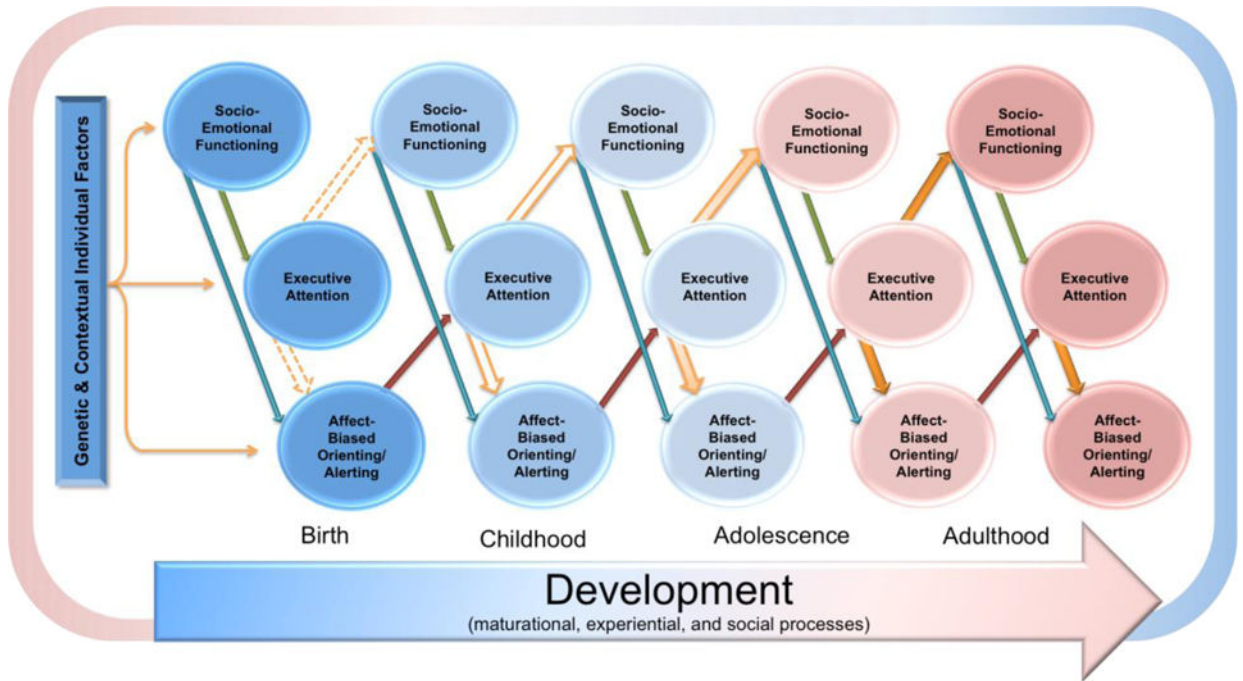 Genetic & Contextual Individual Factors
Socio-
Emotional
Functioning
Socio-
Emotional
Functioning
Socio-
Emotional
Functioning
Socio-
Emotional
Functioning
Socio-
Emotional
Functioning
Executive
Attention
Executive
Attention
Executive
Attention
Executive
Attention
Executive
Attention
Affect-
Biased
Orienting/
Alerting
Affect-
Biased
Orienting/
Alerting
Affect-
Biased
Orienting/
Alerting
Affect-
Biased
Orienting/
Alerting
Affect-
Biased
Orienting/
Alerting
Birth
Childhood
Adolescence
Adulthood
Development
(maturational, experiential, and social processes)